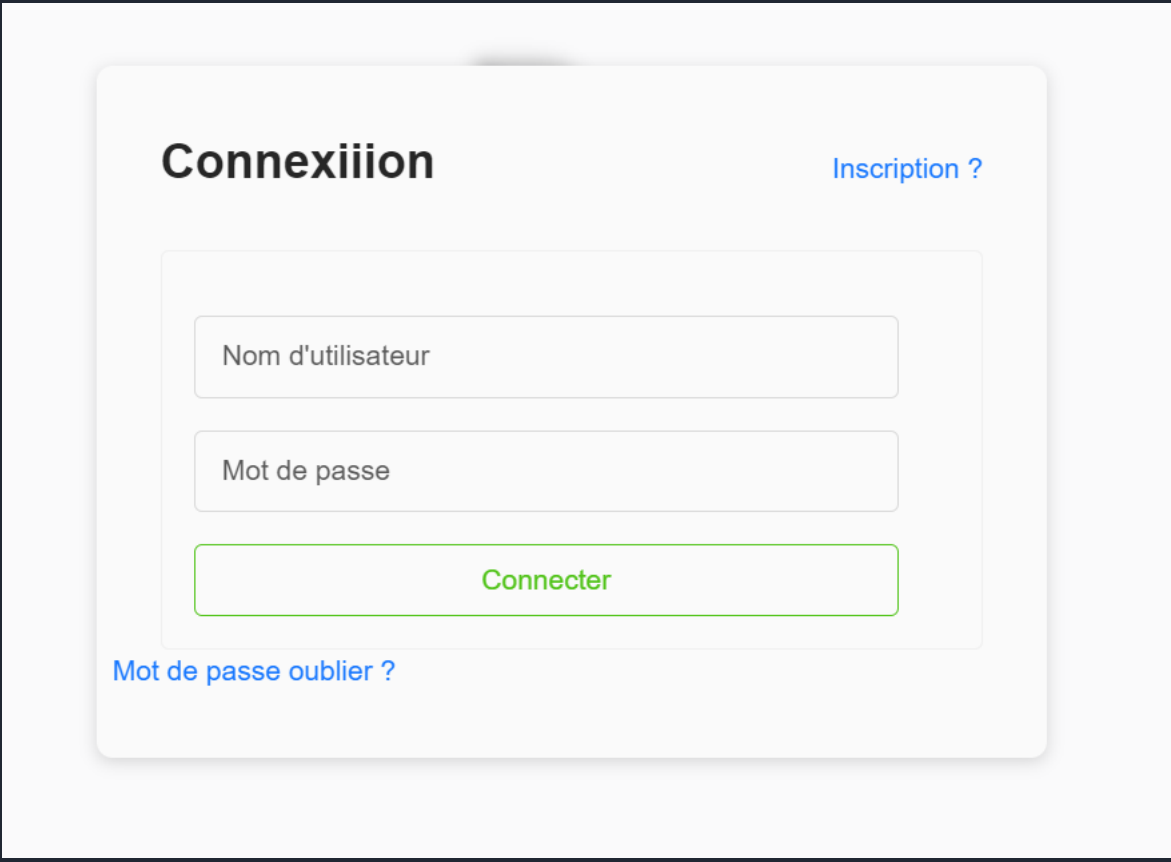 Connexiiion
Inscription ?
Nom d'utilisateur
Mot de passe
Connecter
Mot de passe oublier ?